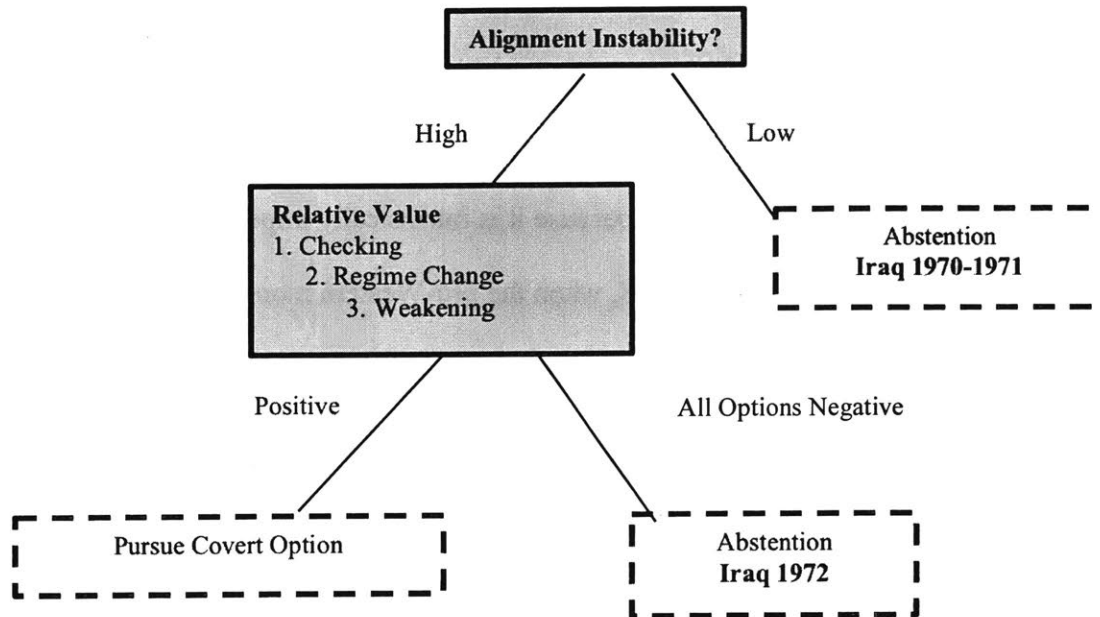 Alignment Instability?
High
Low
Relative Value
1. Checking
2. Regime Change
3. Weakening
Abstention
Iraq 1970-1971
Positive
All Options Negative
Pursue Covert Option
Abstention
Iraq 1972